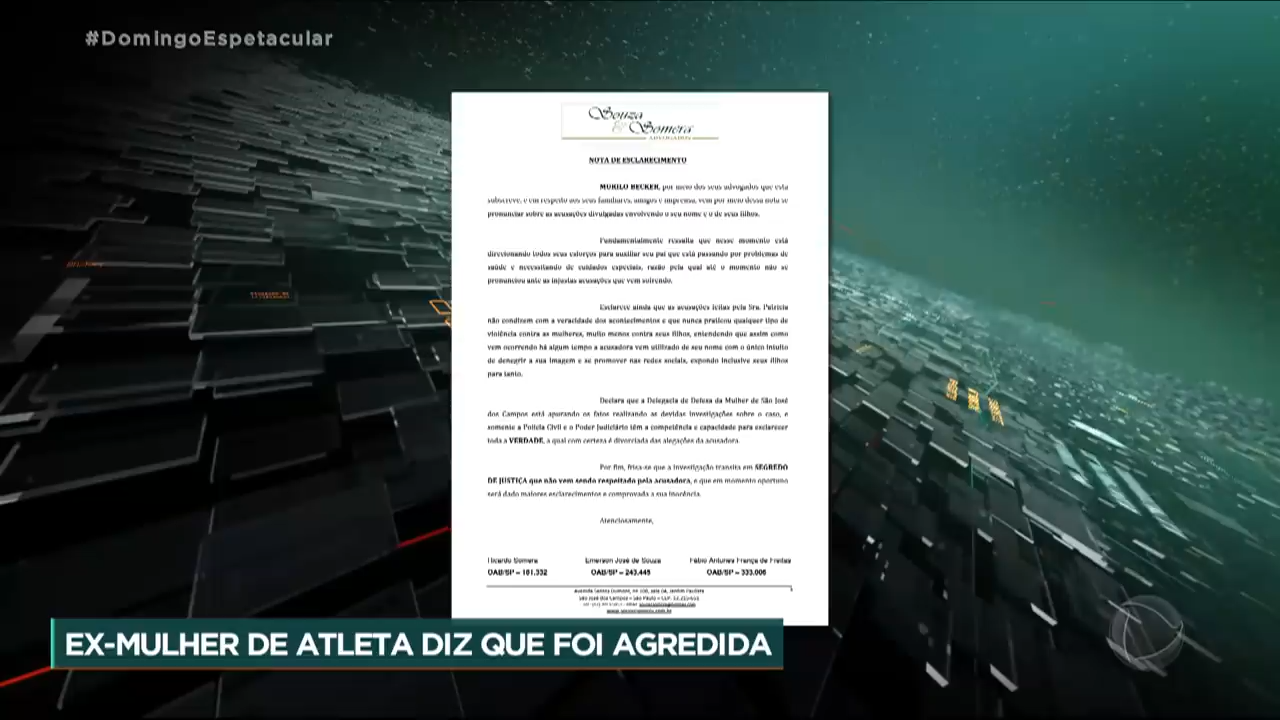 #DomingoEspetacular
Souza
& Somera
ADVOGADOS
NOTA DE ESCLARECIMENTO
MURILO BECKER, por meio dos seus advogados que esta
subscreve, e em respeito aos seus familiares, amigos e imprensa, vem por meio dessa nota se
pronunciar sobre as acusações divulgadas envolvendo o seu nome e o de seus filhos.
Fundamentalmente ressalta que nesse momento está
direcionando todos seus esforços para auxiliar seu pai que está passando por problemas de
saúde e necessitando de cuidados especiais, razão pela qual até o momento não se
pronunciou ante as injustas acusações que vem sofrendo.
Esclarece ainda que as acusações feitas pela Sra. Patricia
não condizem com a veracidade dos acontecimentos e que nunca praticou qualquer tipo de
violência contra as mulheres, muito menos contra seus filhos, entendendo que assim como
vem ocorrendo há algum tempo a acusadora vem utilizado de seu nome com o único intuito
de denegrir a sua imagem e se promover nas redes sociais, expondo inclusive seus filhos
para tanto.
Declara que a Delegacia de Defesa da Mulher de São José
dos Campos está apurando os fatos realizando as devidas investigações sobre o caso, e
somente a Polícia Civil e o Poder Judiciário têm a competência e capacidade para esclarecer
toda a VERDADE, a qual com certeza é divorciada das alegações da acusadora.
Por fim, frisa-se que a investigação transita em SEGREDO
DE JUSTIÇA que não vem sendo respeitado pela acusadora, e que em momento oportuno
será dado maiores esclarecimentos e comprovada a sua inocência.
Atenciosamente,
Ricardo Somera Emerson José de Souza Fábio Antunes França de Freitas
OAB/SP – 181.332 OAB/SP – 243.445 OAB/SP – 333.006
São José dos Campos – São Paulo – CEP:
EX-MULHER DE ATLETA DIZ QUE FOI AGREDIDA